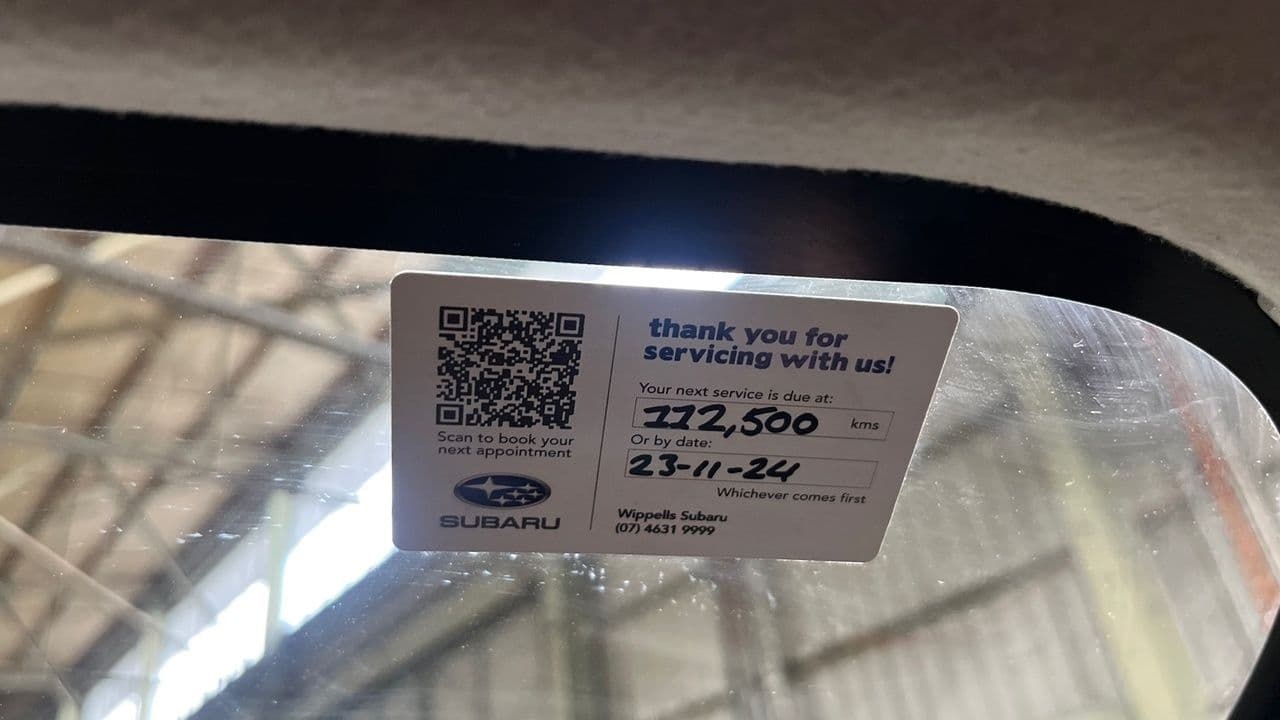 Scan to book your
next appointment
SUBARU
thank you for
servicing with us!
Your next service is due at:
112,500 kms
Or by date:
23-11-24
Whichever comes first
Wippells Subaru
(07) 4631 9999